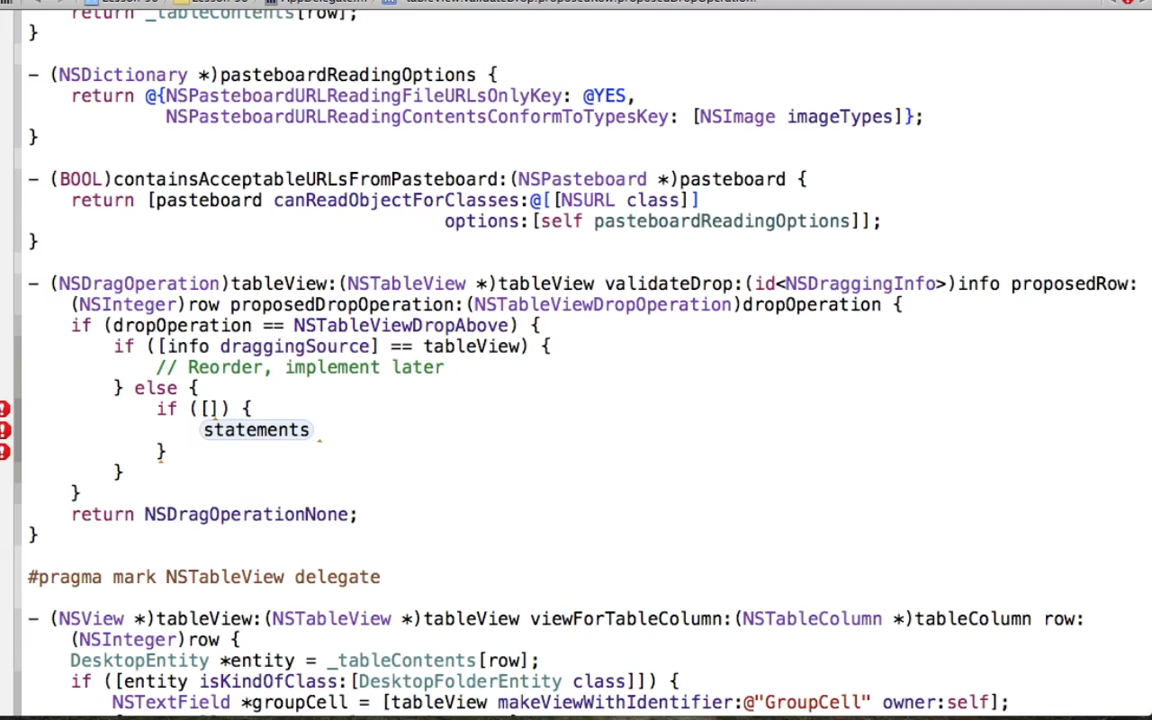 return _tableContents[row];
}
- (NSDictionary *)pasteboardReadingOptions {
return @{NSPasteboardURLReadingFileURLsOnlyKey: @YES,
NSPasteboardURLReadingContentsConformToTypesKey: [NSImage imageTypes]};
}
- (BOOL)containsAcceptableURLsFromPasteboard:(NSPasteboard *)pasteboard {
return [pasteboard canReadObjectForClasses:@[[NSURL class]]
options:[self pasteboardReadingOptions]];
}
- (NSDragOperation)tableView:(NSTableView *)tableView validateDrop:(id<NSDraggingInfo>)info proposedRow:
(NSInteger)row proposedDropOperation:(NSTableViewDropOperation)dropOperation {
if (dropOperation == NSTableViewDropAbove) {
if ([info draggingSource] == tableView) {
// Reorder, implement later
} else {
if ([]) {
statements
}
}
}
return NSDragOperationNone;
}
#pragma mark NSTableView delegate
- (NSView *)tableView:(NSTableView *)tableView viewForTableColumn:(NSTableColumn *)tableColumn row:
(NSInteger)row {
DesktopEntity *entity = _tableContents[row];
if ([entity isKindOfClass:[DesktopFolderEntity class]]) {
NSTextField *groupCell = [tableView makeViewWithIdentifier:@"GroupCell" owner:self];